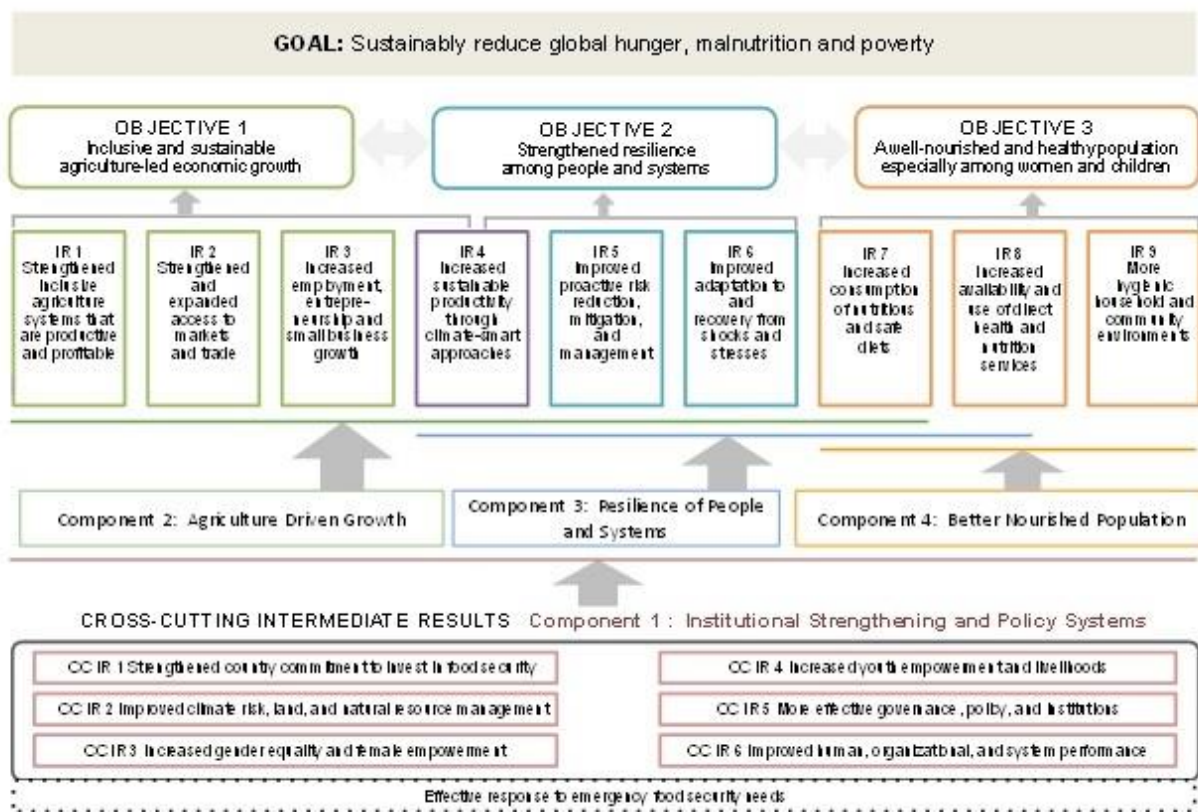 GOAL: Sustainably reduce global hunger, malnutrition and poverty
OBJECTIVE 1
Inclusive and sustainable
agriculture-led economic growth
OBJECTIVE 2
Strengthened resilience
among people and systems
OBJECTIVE 3
A well-nourished and healthy population
especially among women and children
IR 1
Strengthened
inclusive
agriculture
systems that
are productive
and profitable
IR 2
Strengthened
and
expanded
access to
markets
and trade
IR 3
Increased
employment,
entrepre-
neurship and
small business
growth
IR 4
Increased
sustainable
productivity
through
climate-smart
approaches
IR 5
Improved
proactive risk
reduction,
mitigation,
and
management
IR 6
Improved
adaptation to
and
recovery from
shocks and
stresses
IR 7
Increased
consumption
of nutritious
and safe
diets
IR 8
Increased
availability and
use of direct
health and
nutrition
services
IR 9
More
hygienic
household and
community
environments
Component 2: Agriculture Driven Growth
Component 3: Resilience of People
and Systems
Component 4: Better Nourished Population
CROSS-CUTTING INTERMEDIATE RESULTS Component 1 : Institutional Strengthening and Policy Systems
CC IR 1 Strengthened country commitment to invest in food security
CC IR 2 Improved climate risk, land, and natural resource management
CC IR 3 Increased gender equality and female empowerment
CC IR 4 Increased youth empowerment and livelihoods
CC IR 5 More effective governance, policy, and institutions
CC IR 6 Improved human, organizational, and system performance
Effective response to emergency food security needs